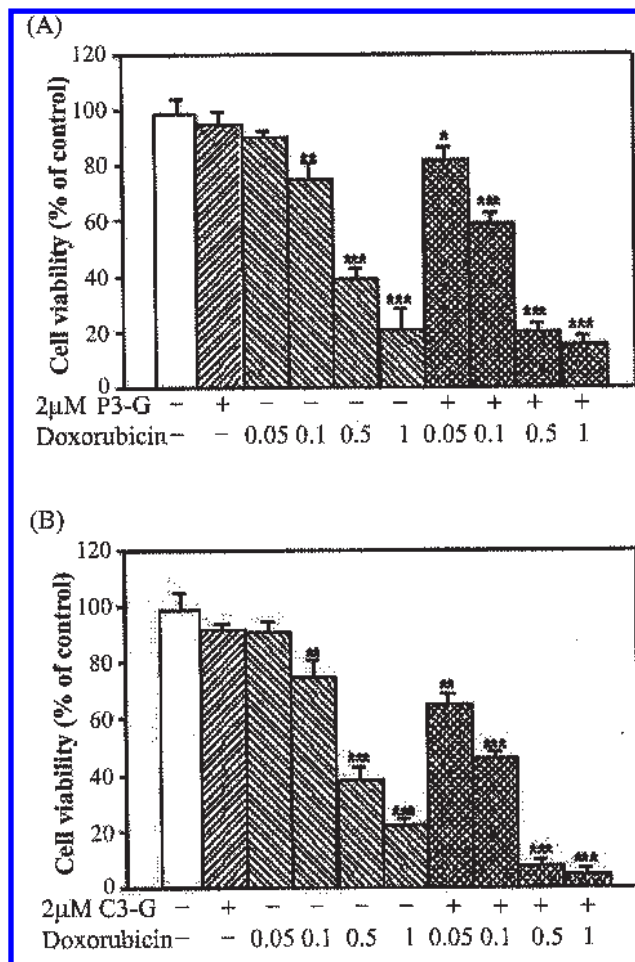 (A)
Cell viability (% of control)
120
100
80
60
40
20
0
* 
** ***
*** *** *** ***
2μM P3-G − + − − − − + + + +
Doxorubicin − − 0.05 0.1 0.5 1 0.05 0.1 0.5 1
(B)
Cell viability (% of control)
120
100
80
60
40
20
0
** **
*** *** *** *** ***
2μM C3-G − + − − − − + + + +
Doxorubicin − − 0.05 0.1 0.5 1 0.05 0.1 0.5 1